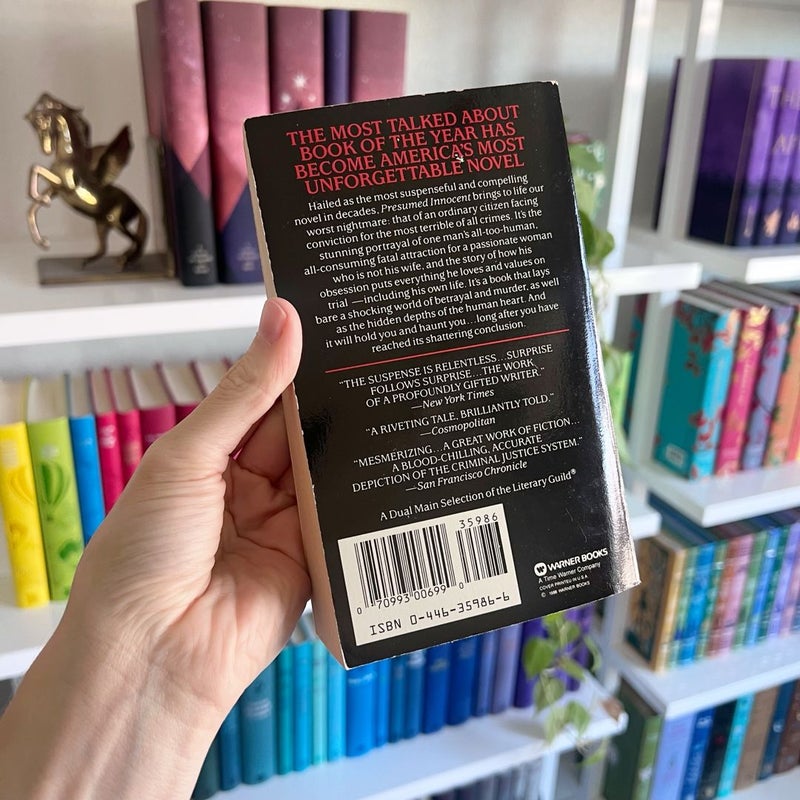 THE MOST TALKED ABOUT
BOOK OF THE YEAR HAS
BECOME AMERICA'S MOST
UNFORGETTABLE NOVEL
Hailed as the most suspenseful and compelling
novel in decades, Presumed Innocent brings to life our
worst nightmare: that of an ordinary citizen facing
conviction for the most terrible of all crimes. It's the
stunning portrayal of one man's all-too-human,
all-consuming fatal attraction for a passionate woman
who is not his wife, and the story of how his
obsession puts everything he loves and values on
trial—including his own life. It's a book that lays
bare a shocking world of betrayal and murder, as well
as the hidden depths of the human heart. And
it will hold you and haunt you...long after you have
reached its shattering conclusion.
"THE SUSPENSE IS RELENTLESS...SURPRISE
FOLLOWS SURPRISE...THE WORK
OF A PROFOUNDLY GIFTED WRITER."
—New York Times
"A RIVETING TALE, BRILLIANTLY TOLD."
—Cosmopolitan
"MESMERIZING...A GREAT WORK OF FICTION...
A BLOOD-CHILLING, ACCURATE
DEPICTION OF THE CRIMINAL JUSTICE SYSTEM."
—San Francisco Chronicle
A Dual Main Selection of the Literary Guild®
35986
0 70993 00699 0
ISBN 0-446-35986-6
WARNER BOOKS
A Time Warner Company
COVER PRINTED IN U.S.A.
© WARNER BOOKS